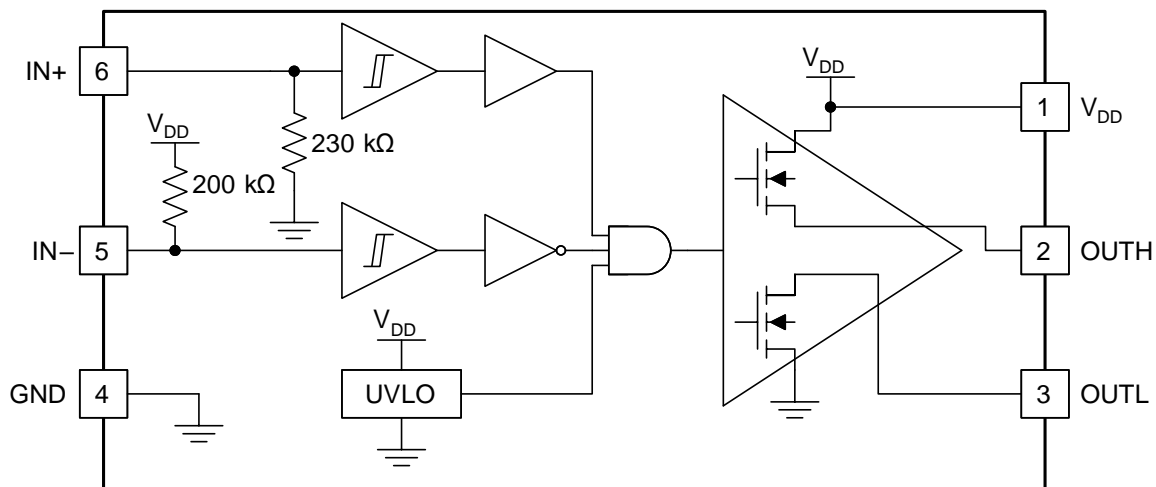 IN+
6
V_DD
230 kΩ
200 kΩ
IN–
5
V_DD
UVLO
GND
4
V_DD
1
V_DD
2
OUTH
3
OUTL